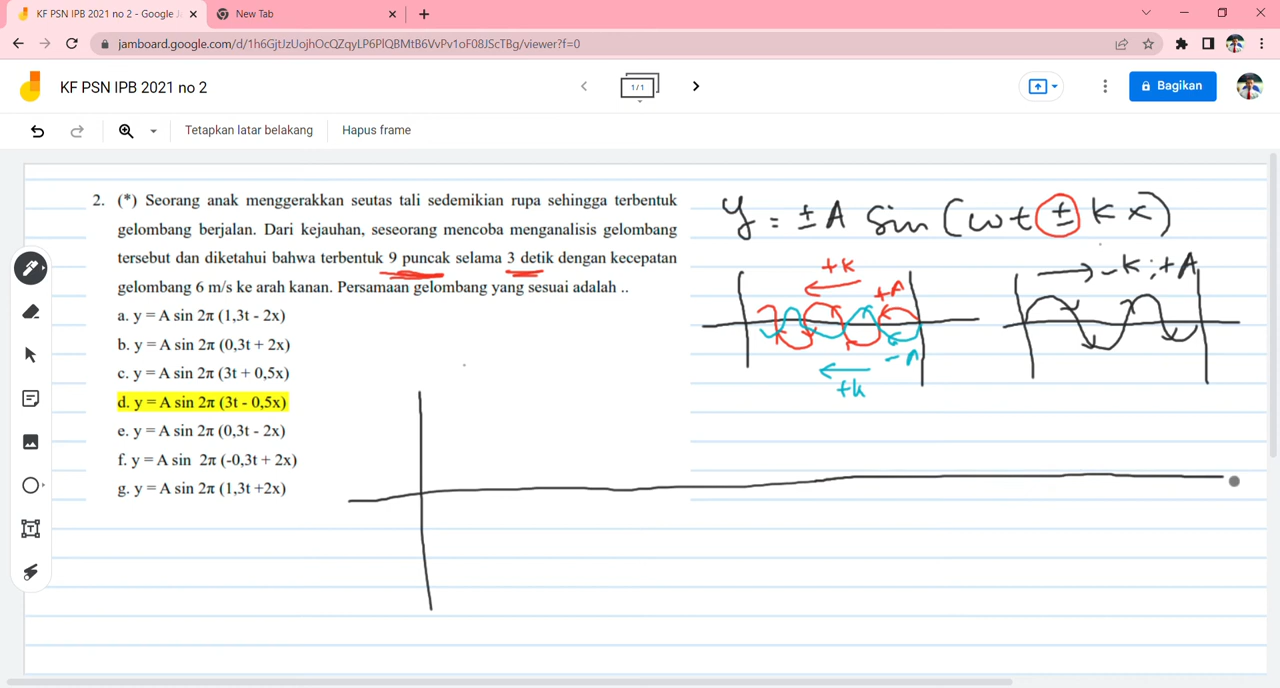 KF PSN IPB 2021 no 2 - Google J
New Tab
jamboard.google.com/d/1h6GjtJzUojhOcQZqyLP6PlQBMtB6VvPv1oF08JScTBg/viewer?f=0
KF PSN IPB 2021 no 2
1/1
Bagikan
Tetapkan latar belakang
Hapus frame
2. (*) Seorang anak menggerakkan seutas tali sedemikian rupa sehingga terbentuk
gelombang berjalan. Dari kejauhan, seseorang mencoba menganalisis gelombang
tersebut dan diketahui bahwa terbentuk 9 puncak selama 3 detik dengan kecepatan
gelombang 6 m/s ke arah kanan. Persamaan gelombang yang sesuai adalah ..
a. y = A sin 2π (1,3t - 2x)
b. y = A sin 2π (0,3t + 2x)
c. y = A sin 2π (3t + 0,5x)
d. y = A sin 2π (3t - 0,5x)
e. y = A sin 2π (0,3t - 2x)
f. y = A sin 2π (-0,3t + 2x)
g. y = A sin 2π (1,3t +2x)
y = ± A sin (ωt ± kx)
+k
+A
-A
+k
-k ; +A